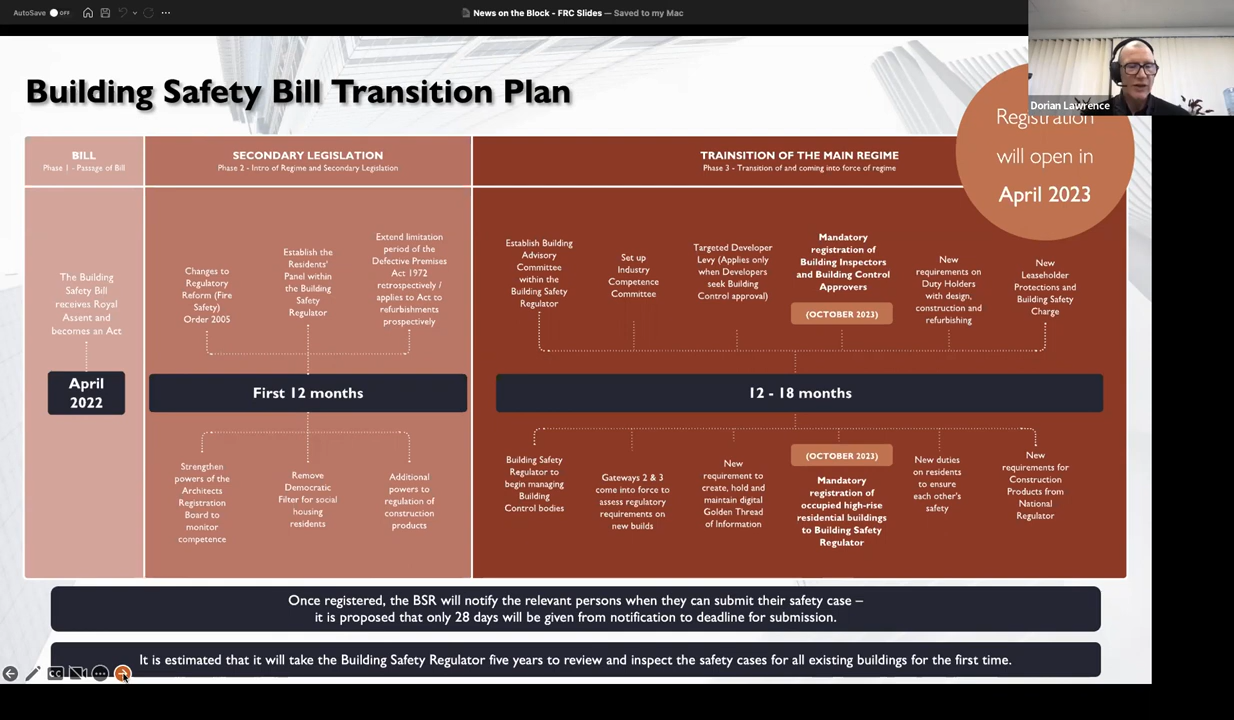 AutoSave OFF
News on the Block - FRC Slides — Saved to my Mac
Dorian Lawrence
Building Safety Bill Transition Plan
Registration
will open in
April 2023
BILL
Phase 1 - Passage of Bill
SECONDARY LEGISLATION
Phase 2 - Intro of Regime and Secondary Legislation
TRAINSITION OF THE MAIN REGIME
Phase 3 - Transition of and coming into force of regime
The Building
Safety Bill
receives Royal
Assent and
becomes an Act
April
2022
Changes to
Regulatory
Reform (Fire
Safety)
Order 2005
Establish the
Residents'
Panel within
the Building
Safety
Regulator
Extend limitation
period of the
Defective Premises
Act 1972
retrospectively /
applies to Act to
refurbishments
prospectively
First 12 months
Strengthen
powers of the
Architects
Registration
Board to
monitor
competence
Remove
Democratic
Filter for social
housing
residents
Additional
powers to
regulation of
construction
products
Establish Building
Advisory
Committee
within the
Building Safety
Regulator
Set up
Industry
Competence
Committee
Targeted Developer
Levy (Applies only
when Developers
seek Building
Control approval)
Mandatory
registration of
Building Inspectors
and Building Control
Approvers
(OCTOBER 2023)
New
requirements on
Duty Holders
with design,
construction and
refurbishing
New
Leaseholder
Protections and
Building Safety
Charge
12 - 18 months
Building Safety
Regulator to
begin managing
Building
Control bodies
Gateways 2 & 3
come into force to
assess regulatory
requirements on
new builds
New
requirement to
create, hold and
maintain digital
Golden Thread
of Information
(OCTOBER 2023)
Mandatory
registration of
occupied high-rise
residential buildings
to Building Safety
Regulator
New duties
on residents
to ensure
each other's
safety
New
requirements for
Construction
Products from
National
Regulator
Once registered, the BSR will notify the relevant persons when they can submit their safety case –
it is proposed that only 28 days will be given from notification to deadline for submission.
It is estimated that it will take the Building Safety Regulator five years to review and inspect the safety cases for all existing buildings for the first time.
CC